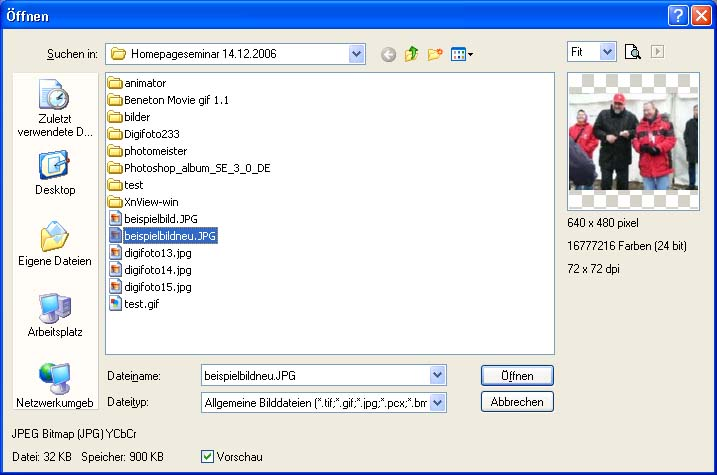 Öffnen
Suchen in: Homepageseminar 14.12.2006
Fit
Zuletzt
verwendete D...
Desktop
Eigene Dateien
Arbeitsplatz
Netzwerkumgeb
animator
Beneton Movie gif 1.1
bilder
Digifoto233
photomeister
Photoshop_album_SE_3_0_DE
test
XnView-win
beispielbild.JPG
beispielbildneu.JPG
digifoto13.jpg
digifoto14.jpg
digifoto15.jpg
test.gif
640 x 480 pixel
16777216 Farben (24 bit)
72 x 72 dpi
Dateiname: beispielbildneu.JPG
Öffnen
Dateityp: Allgemeine Bilddateien (*.tif;*.gif;*.jpg;*.pcx;*.bm
Abbrechen
JPEG Bitmap (JPG) YCbCr
Datei: 32 KB Speicher: 900 KB
Vorschau